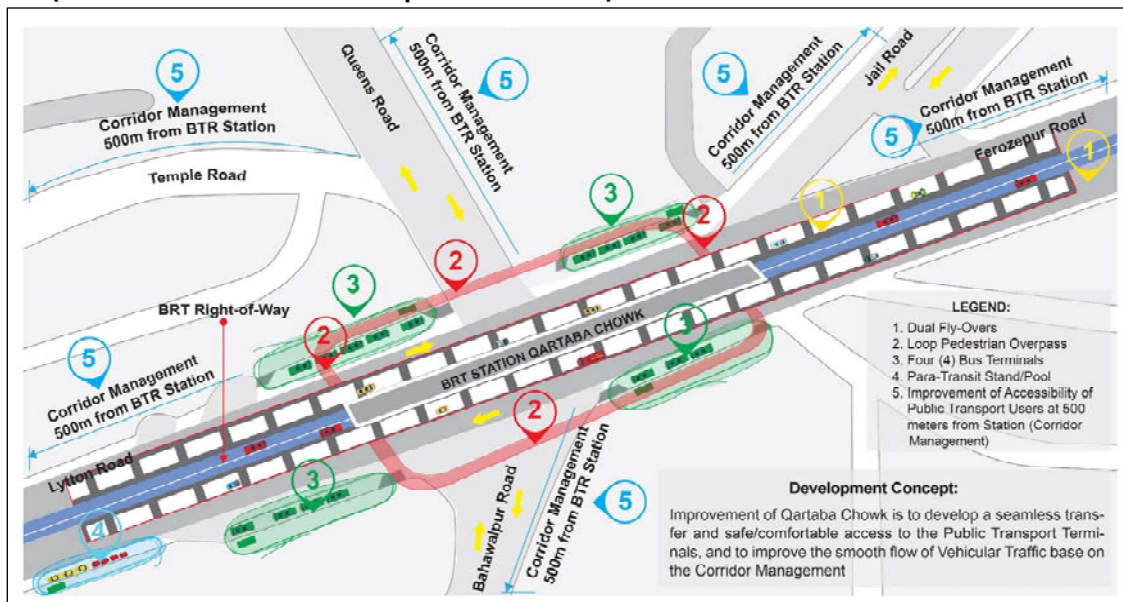 5
Corridor Management
500m from BTR Station
Temple Road
Queens Road
Corridor Management
500m from BTR Station
5
5
Corridor Management
500m from BTR Station
Jail Road
Corridor Management
500m from BTR Station
5
Ferozepur Road
1
1
3
2
2
3
2
BRT Right-of-Way
5
Corridor Management
500m from BTR Station
BRT STATION QARTABA CHOWK
3
2
Lytton Road
3
4
Bahawalpur Road
Corridor Management
500m from BTR Station
5
LEGEND:
1. Dual Fly-Overs
2. Loop Pedestrian Overpass
3. Four (4) Bus Terminals
4. Para-Transit Stand/Pool
5. Improvement of Accessibility of
Public Transport Users at 500
meters from Station (Corridor
Management)
Development Concept:
Improvement of Qartaba Chowk is to develop a seamless trans-
fer and safe/comfortable access to the Public Transport Termi-
nals, and to improve the smooth flow of Vehicular Traffic base on
the Corridor Management